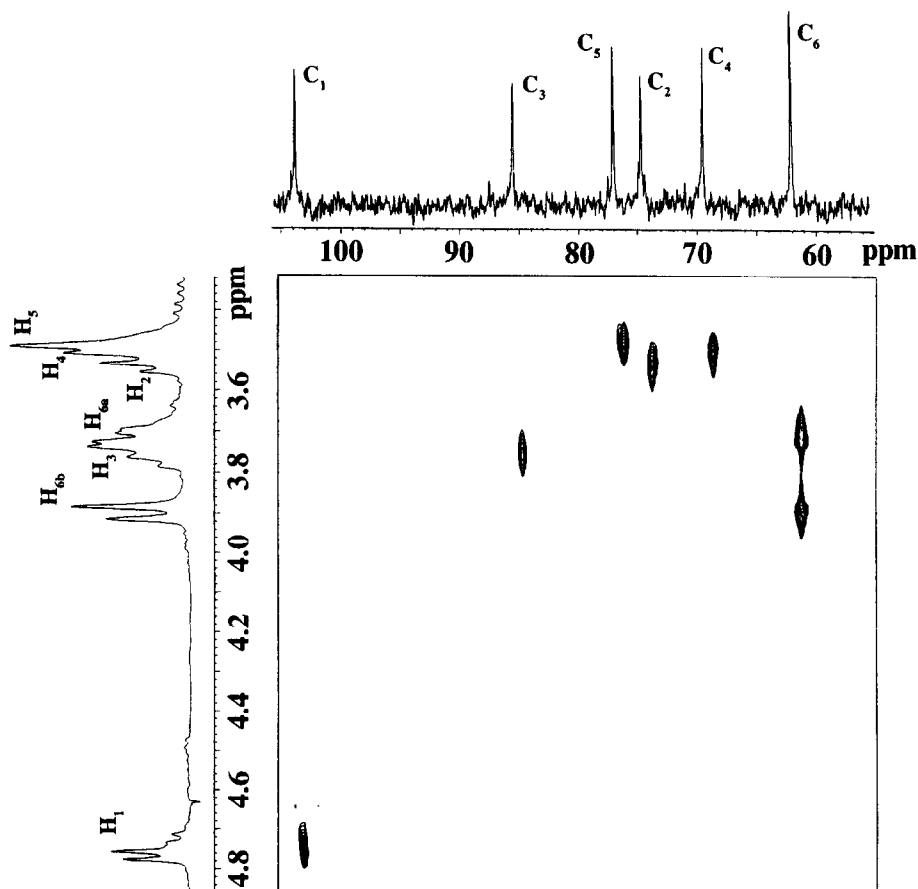 C₁
C₃
C₅
C₂
C₄
C₆
100 90 80 70 60 ppm
ppm
3.6
3.8
4.0
4.2
4.4
4.6
4.8
H₅
H₄
H₂
H₆ₐ
H₃
H₆b
H₁